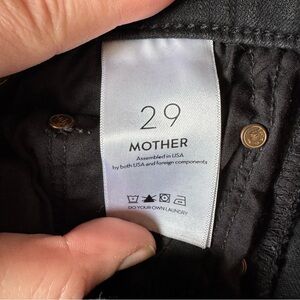 29
MOTHER
Assembled in USA
by both USA and foreign components
DO YOUR OWN LAUNDRY